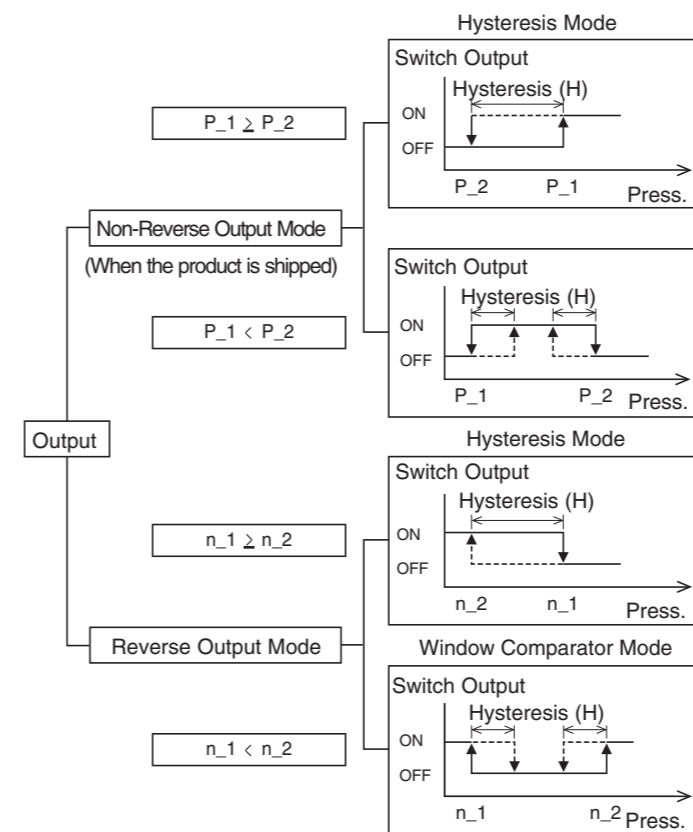 Hysteresis Mode
Switch Output
Hysteresis (H)
ON
OFF
P_2 P_1
Press.
P_1 ≥ P_2
Non-Reverse Output Mode
(When the product is shipped)
P_1 < P_2
Switch Output
Hysteresis (H)
ON
OFF
P_1 P_2
Press.
Output
Hysteresis Mode
Switch Output
Hysteresis (H)
ON
OFF
n_2 n_1
Press.
n_1 ≥ n_2
Reverse Output Mode
n_1 < n_2
Window Comparator Mode
Switch Output
Hysteresis (H)
ON
OFF
n_1 n_2
Press.